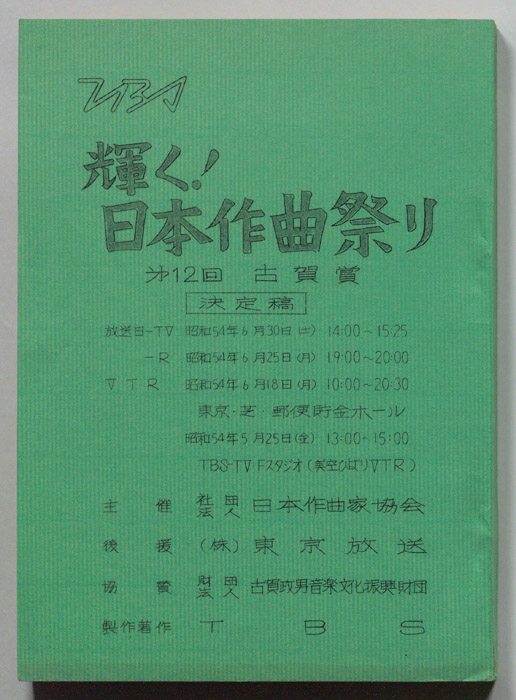 TBS
輝く!
日本作曲祭り
第12回 古賀賞
決定稿
放送日-TV 昭和54年6月30日(土) 14:00~15:25
-R 昭和54年6月25日(月) 19:00~20:00
VTR 昭和54年6月18日(月) 10:00~20:30
東京・芝・郵便貯金ホール
昭和54年5月25日(金) 13:00~15:00
TBS-TV Fスタジオ(美空ひばりVTR)
主催 社団法人 日本作曲家協会
後援 (株) 東京放送
協賛 財団法人 古賀政男音楽文化振興財団
製作著作 TBS